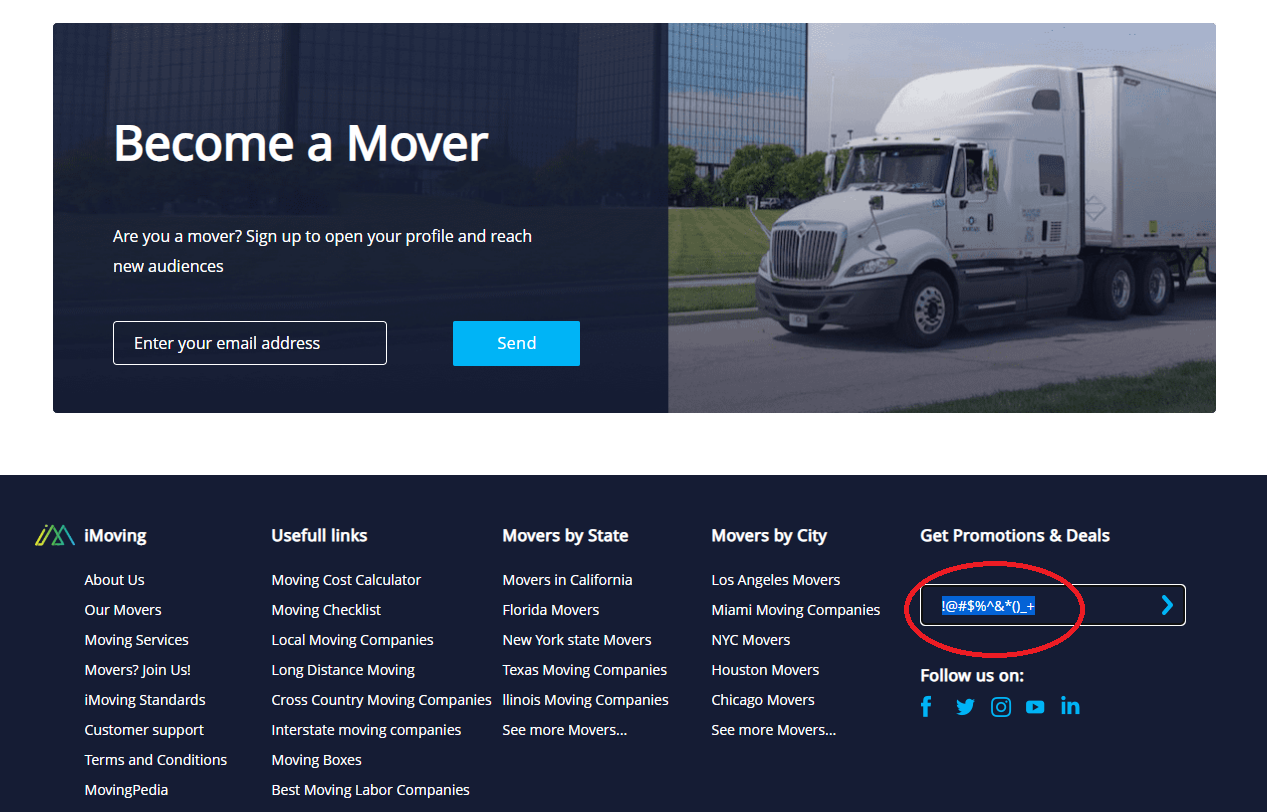 Become a Mover
Are you a mover? Sign up to open your profile and reach
new audiences
Enter your email address
Send
iMoving
About Us
Our Movers
Moving Services
Movers? Join Us!
iMoving Standards
Customer support
Terms and Conditions
MovingPedia
Usefull links
Moving Cost Calculator
Moving Checklist
Local Moving Companies
Long Distance Moving
Cross Country Moving Companies
Interstate moving companies
Moving Boxes
Best Moving Labor Companies
Movers by State
Movers in California
Florida Movers
New York state Movers
Texas Moving Companies
llinois Moving Companies
See more Movers...
Movers by City
Los Angeles Movers
Miami Moving Companies
NYC Movers
Houston Movers
Chicago Movers
See more Movers...
Get Promotions & Deals
!@#$%^&*()_+
Follow us on: